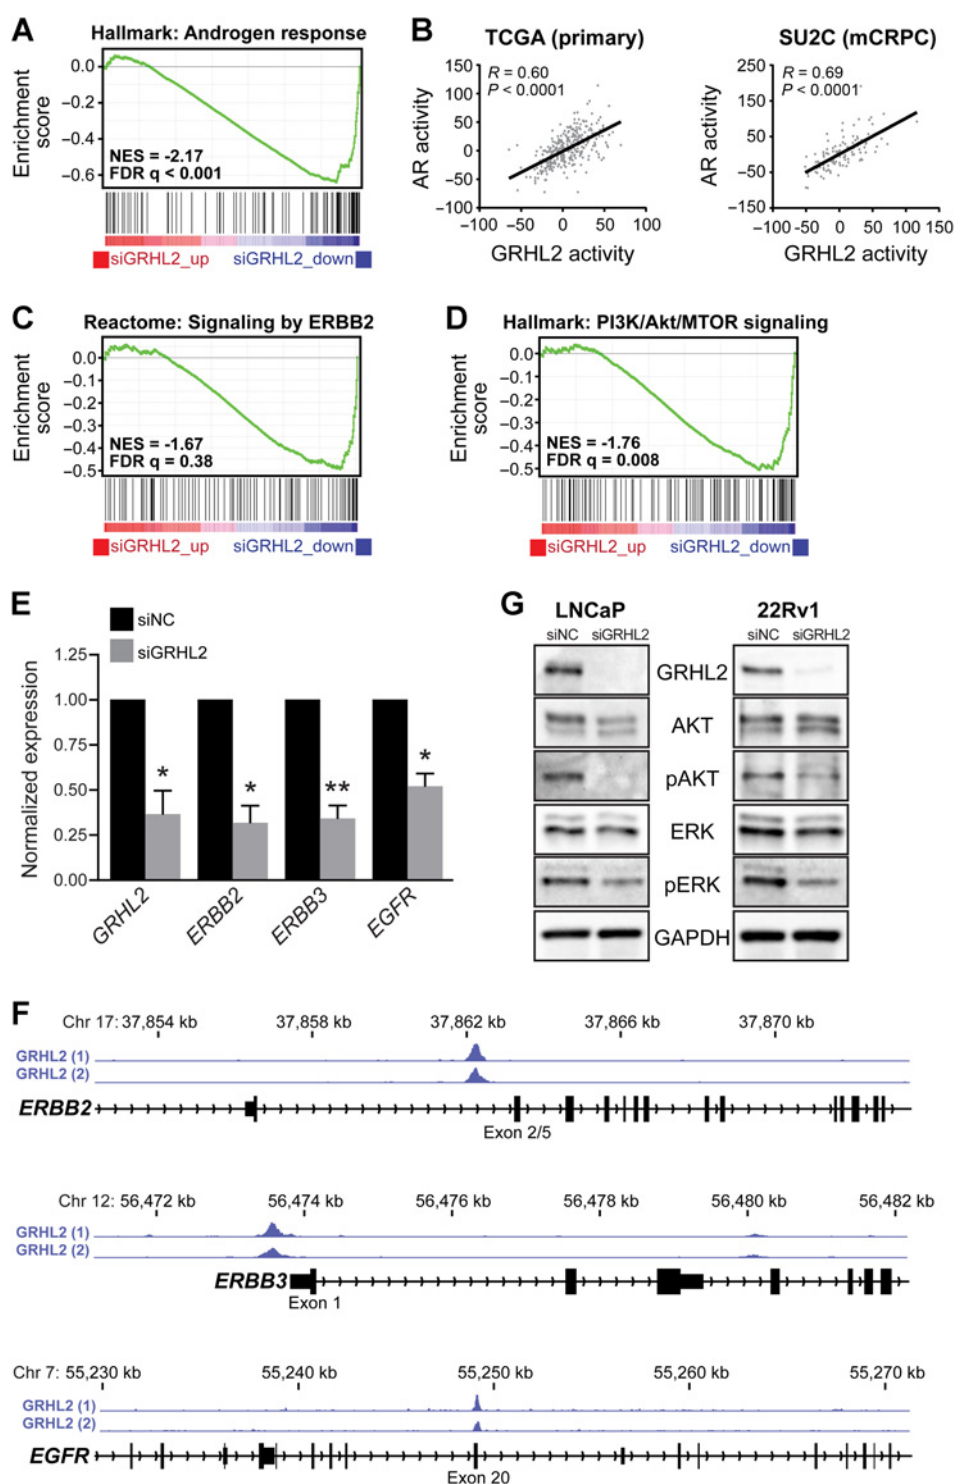 A
Hallmark: Androgen response
Enrichment score
0.0
−0.2
−0.4
−0.6
NES = -2.17
FDR q < 0.001
siGRHL2_up
siGRHL2_down
B
TCGA (primary)
AR activity
150
100
50
0
−50
−100
R = 0.60
P < 0.0001
−100 −50 0 50 100
GRHL2 activity
SU2C (mCRPC)
AR activity
250
150
50
−50
−150
R = 0.69
P < 0.0001
−100 −50 0 50 100 150
GRHL2 activity
C
Reactome: Signaling by ERBB2
Enrichment score
0.0
−0.1
−0.2
−0.3
−0.4
−0.5
NES = -1.67
FDR q = 0.38
siGRHL2_up
siGRHL2_down
D
Hallmark: PI3K/Akt/MTOR signaling
Enrichment score
0.0
−0.1
−0.2
−0.3
−0.4
−0.5
NES = -1.76
FDR q = 0.008
siGRHL2_up
siGRHL2_down
E
siNC
siGRHL2
Normalized expression
1.25
1.00
0.75
0.50
0.25
0.00
* * ** *
GRHL2 ERBB2 ERBB3 EGFR
G
LNCaP 22Rv1
siNC siGRHL2 siNC siGRHL2
GRHL2
AKT
pAKT
ERK
pERK
GAPDH
F
Chr 17: 37,854 kb 37,858 kb 37,862 kb 37,866 kb 37,870 kb
GRHL2 (1)
GRHL2 (2)
ERBB2
Exon 2/5
Chr 12: 56,472 kb 56,474 kb 56,476 kb 56,478 kb 56,480 kb 56,482 kb
GRHL2 (1)
GRHL2 (2)
ERBB3
Exon 1
Chr 7: 55,230 kb 55,240 kb 55,250 kb 55,260 kb 55,270 kb
GRHL2 (1)
GRHL2 (2)
EGFR
Exon 20